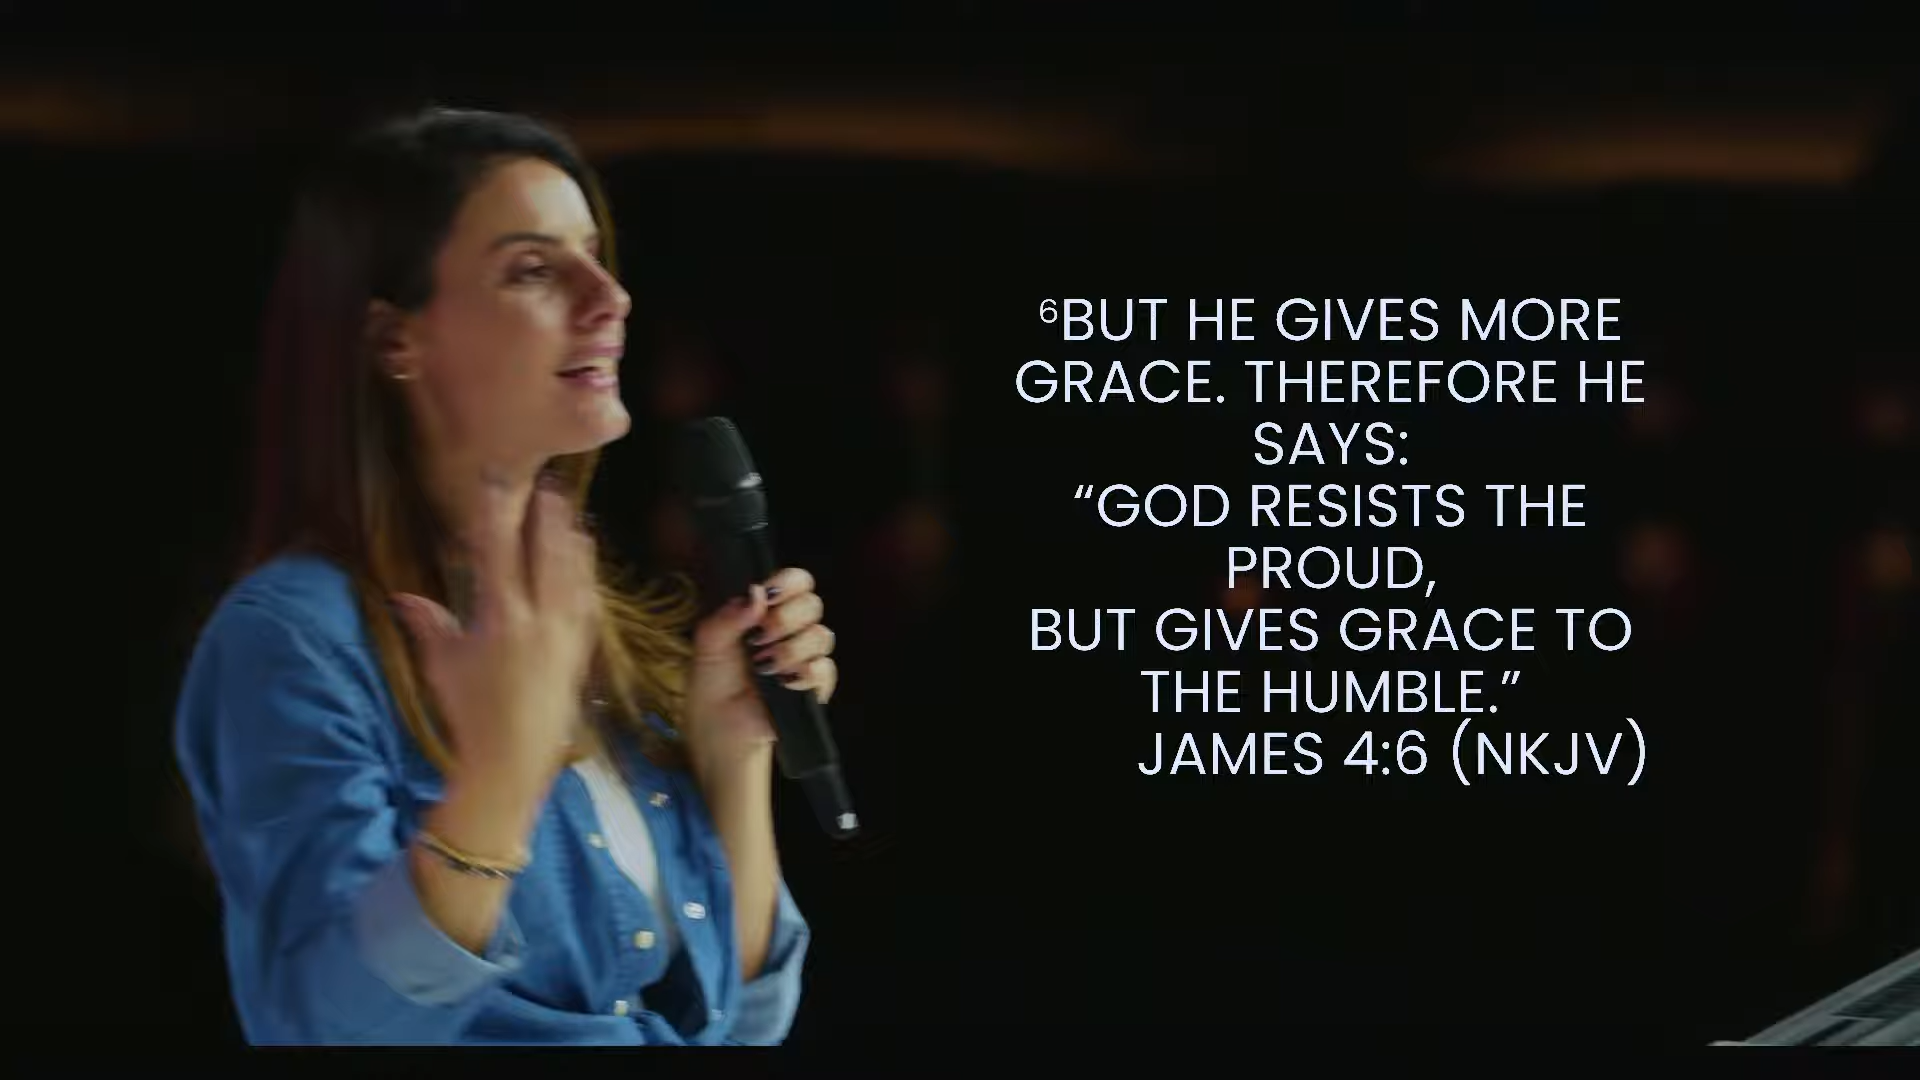 ⁶BUT HE GIVES MORE
GRACE. THEREFORE HE
SAYS:
“GOD RESISTS THE
PROUD,
BUT GIVES GRACE TO
THE HUMBLE.”
JAMES 4:6 (NKJV)